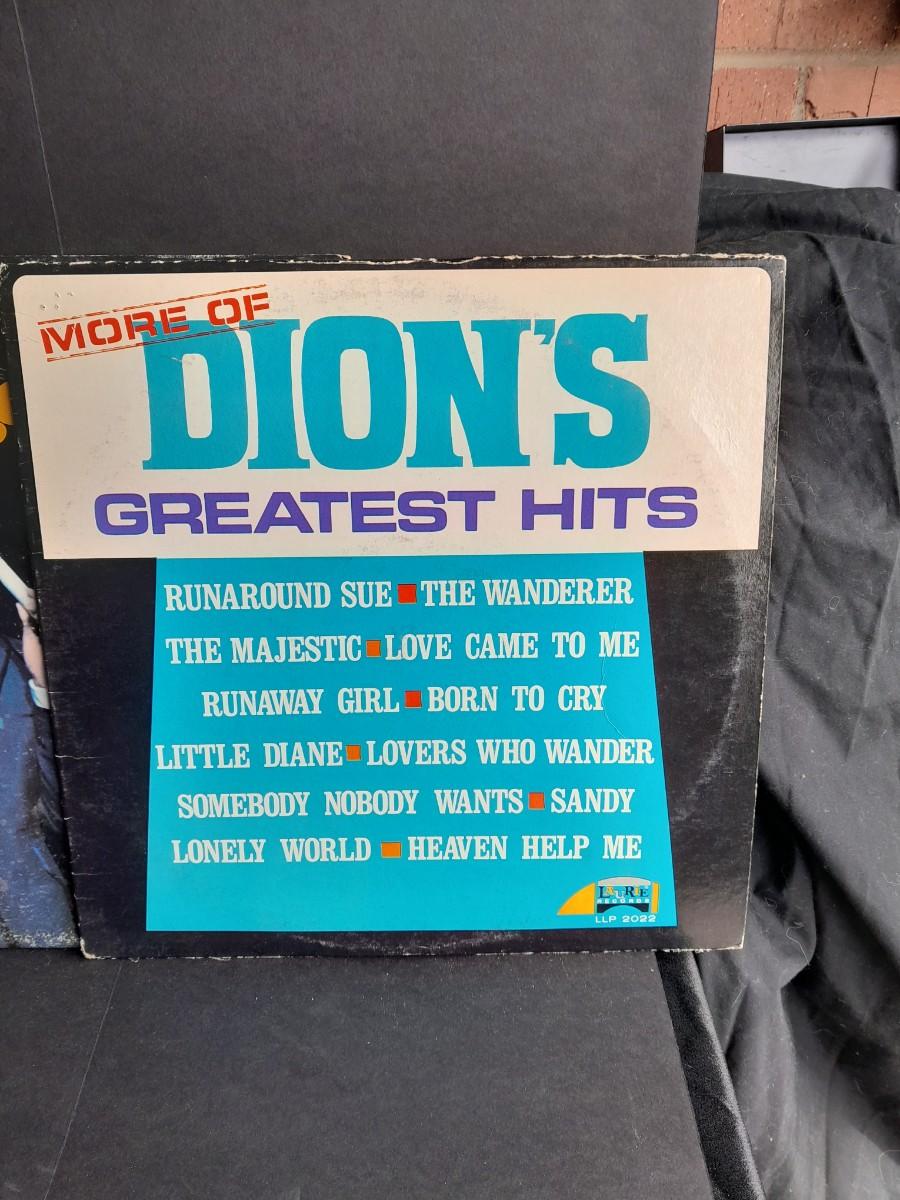 MORE OF
DION'S
GREATEST HITS
RUNAROUND SUE ■ THE WANDERER
THE MAJESTIC ■ LOVE CAME TO ME
RUNAWAY GIRL ■ BORN TO CRY
LITTLE DIANE ■ LOVERS WHO WANDER
SOMEBODY NOBODY WANTS ■ SANDY
LONELY WORLD ■ HEAVEN HELP ME
LAURIE
RECORDS
LLP 2022